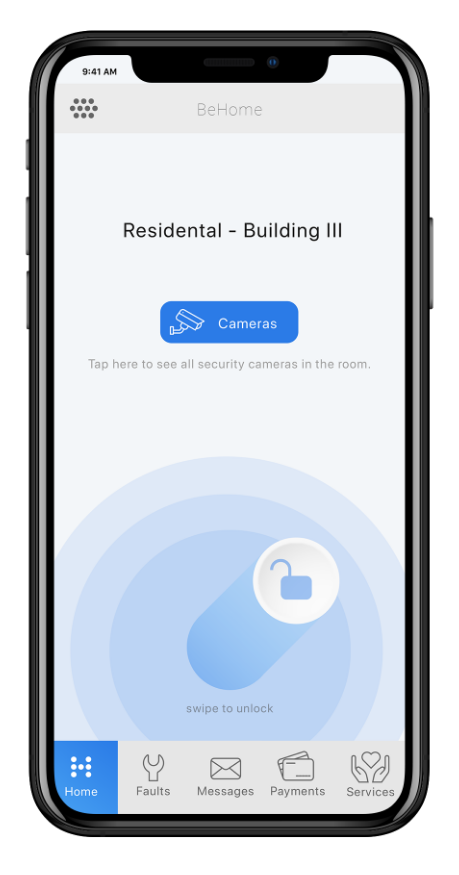 9:41 AM
BeHome
Residental - Building III
Cameras
Tap here to see all security cameras in the room.
swipe to unlock
Home Faults Messages Payments Services